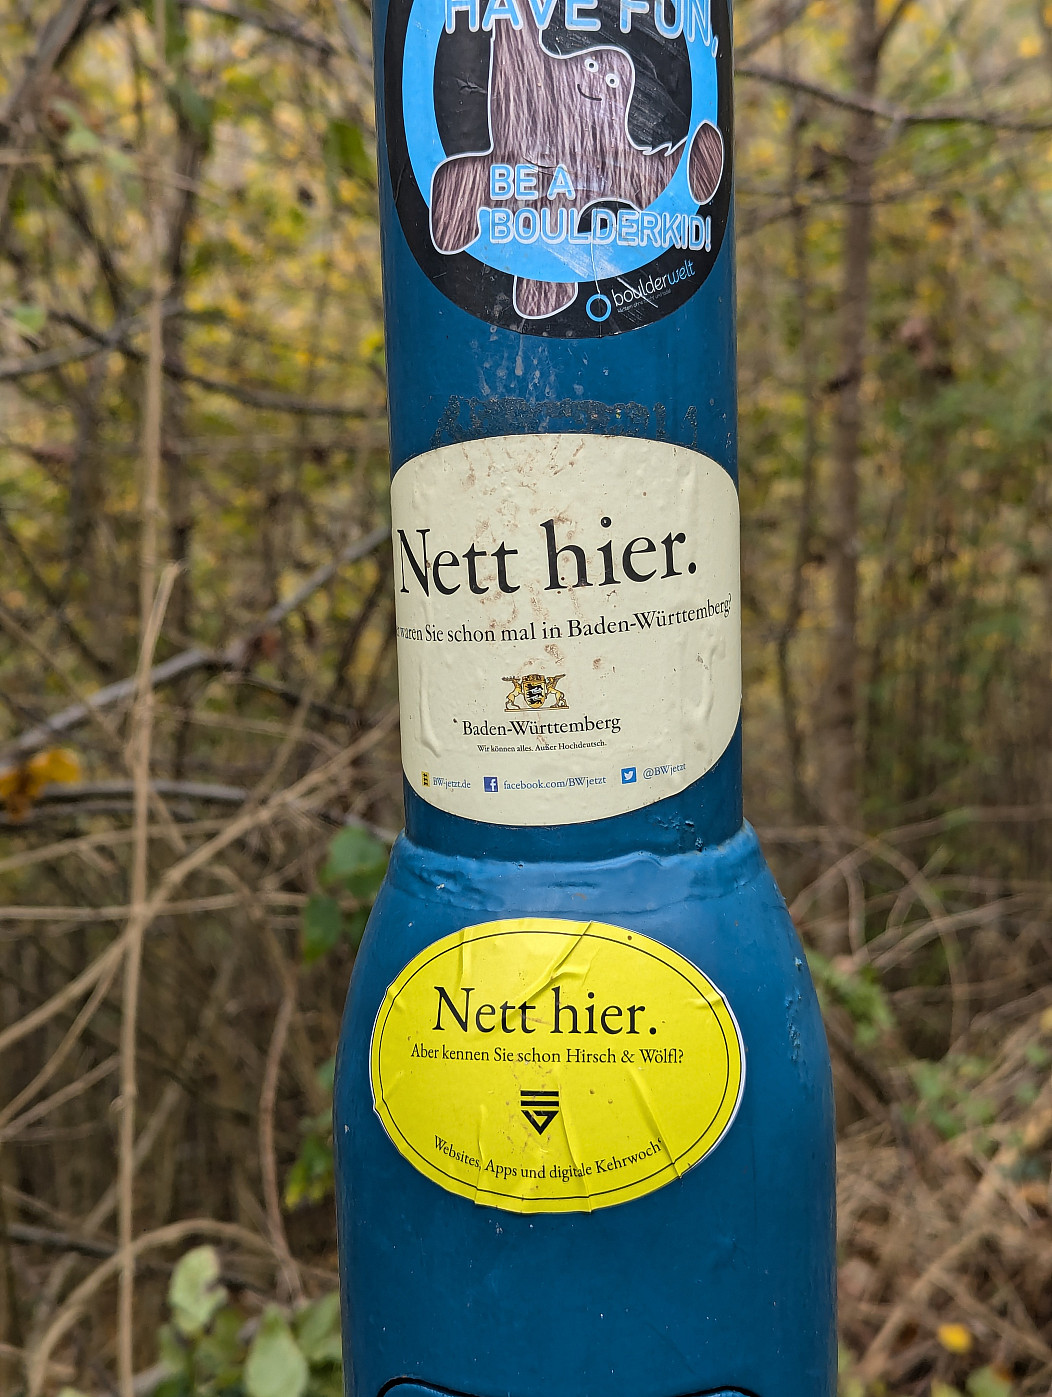 HAVE FUN,
BE A
BOULDERKID!
boulderwelt
Nett hier.
waren Sie schon mal in Baden-Württemberg?
Baden-Württemberg
Wir können alles. Außer Hochdeutsch.
BW-jetzt.de facebook.com/BWjetzt @BWjetzt
Nett hier.
Aber kennen Sie schon Hirsch & Wölfl?
Websites, Apps und digitale Kehrwoch'